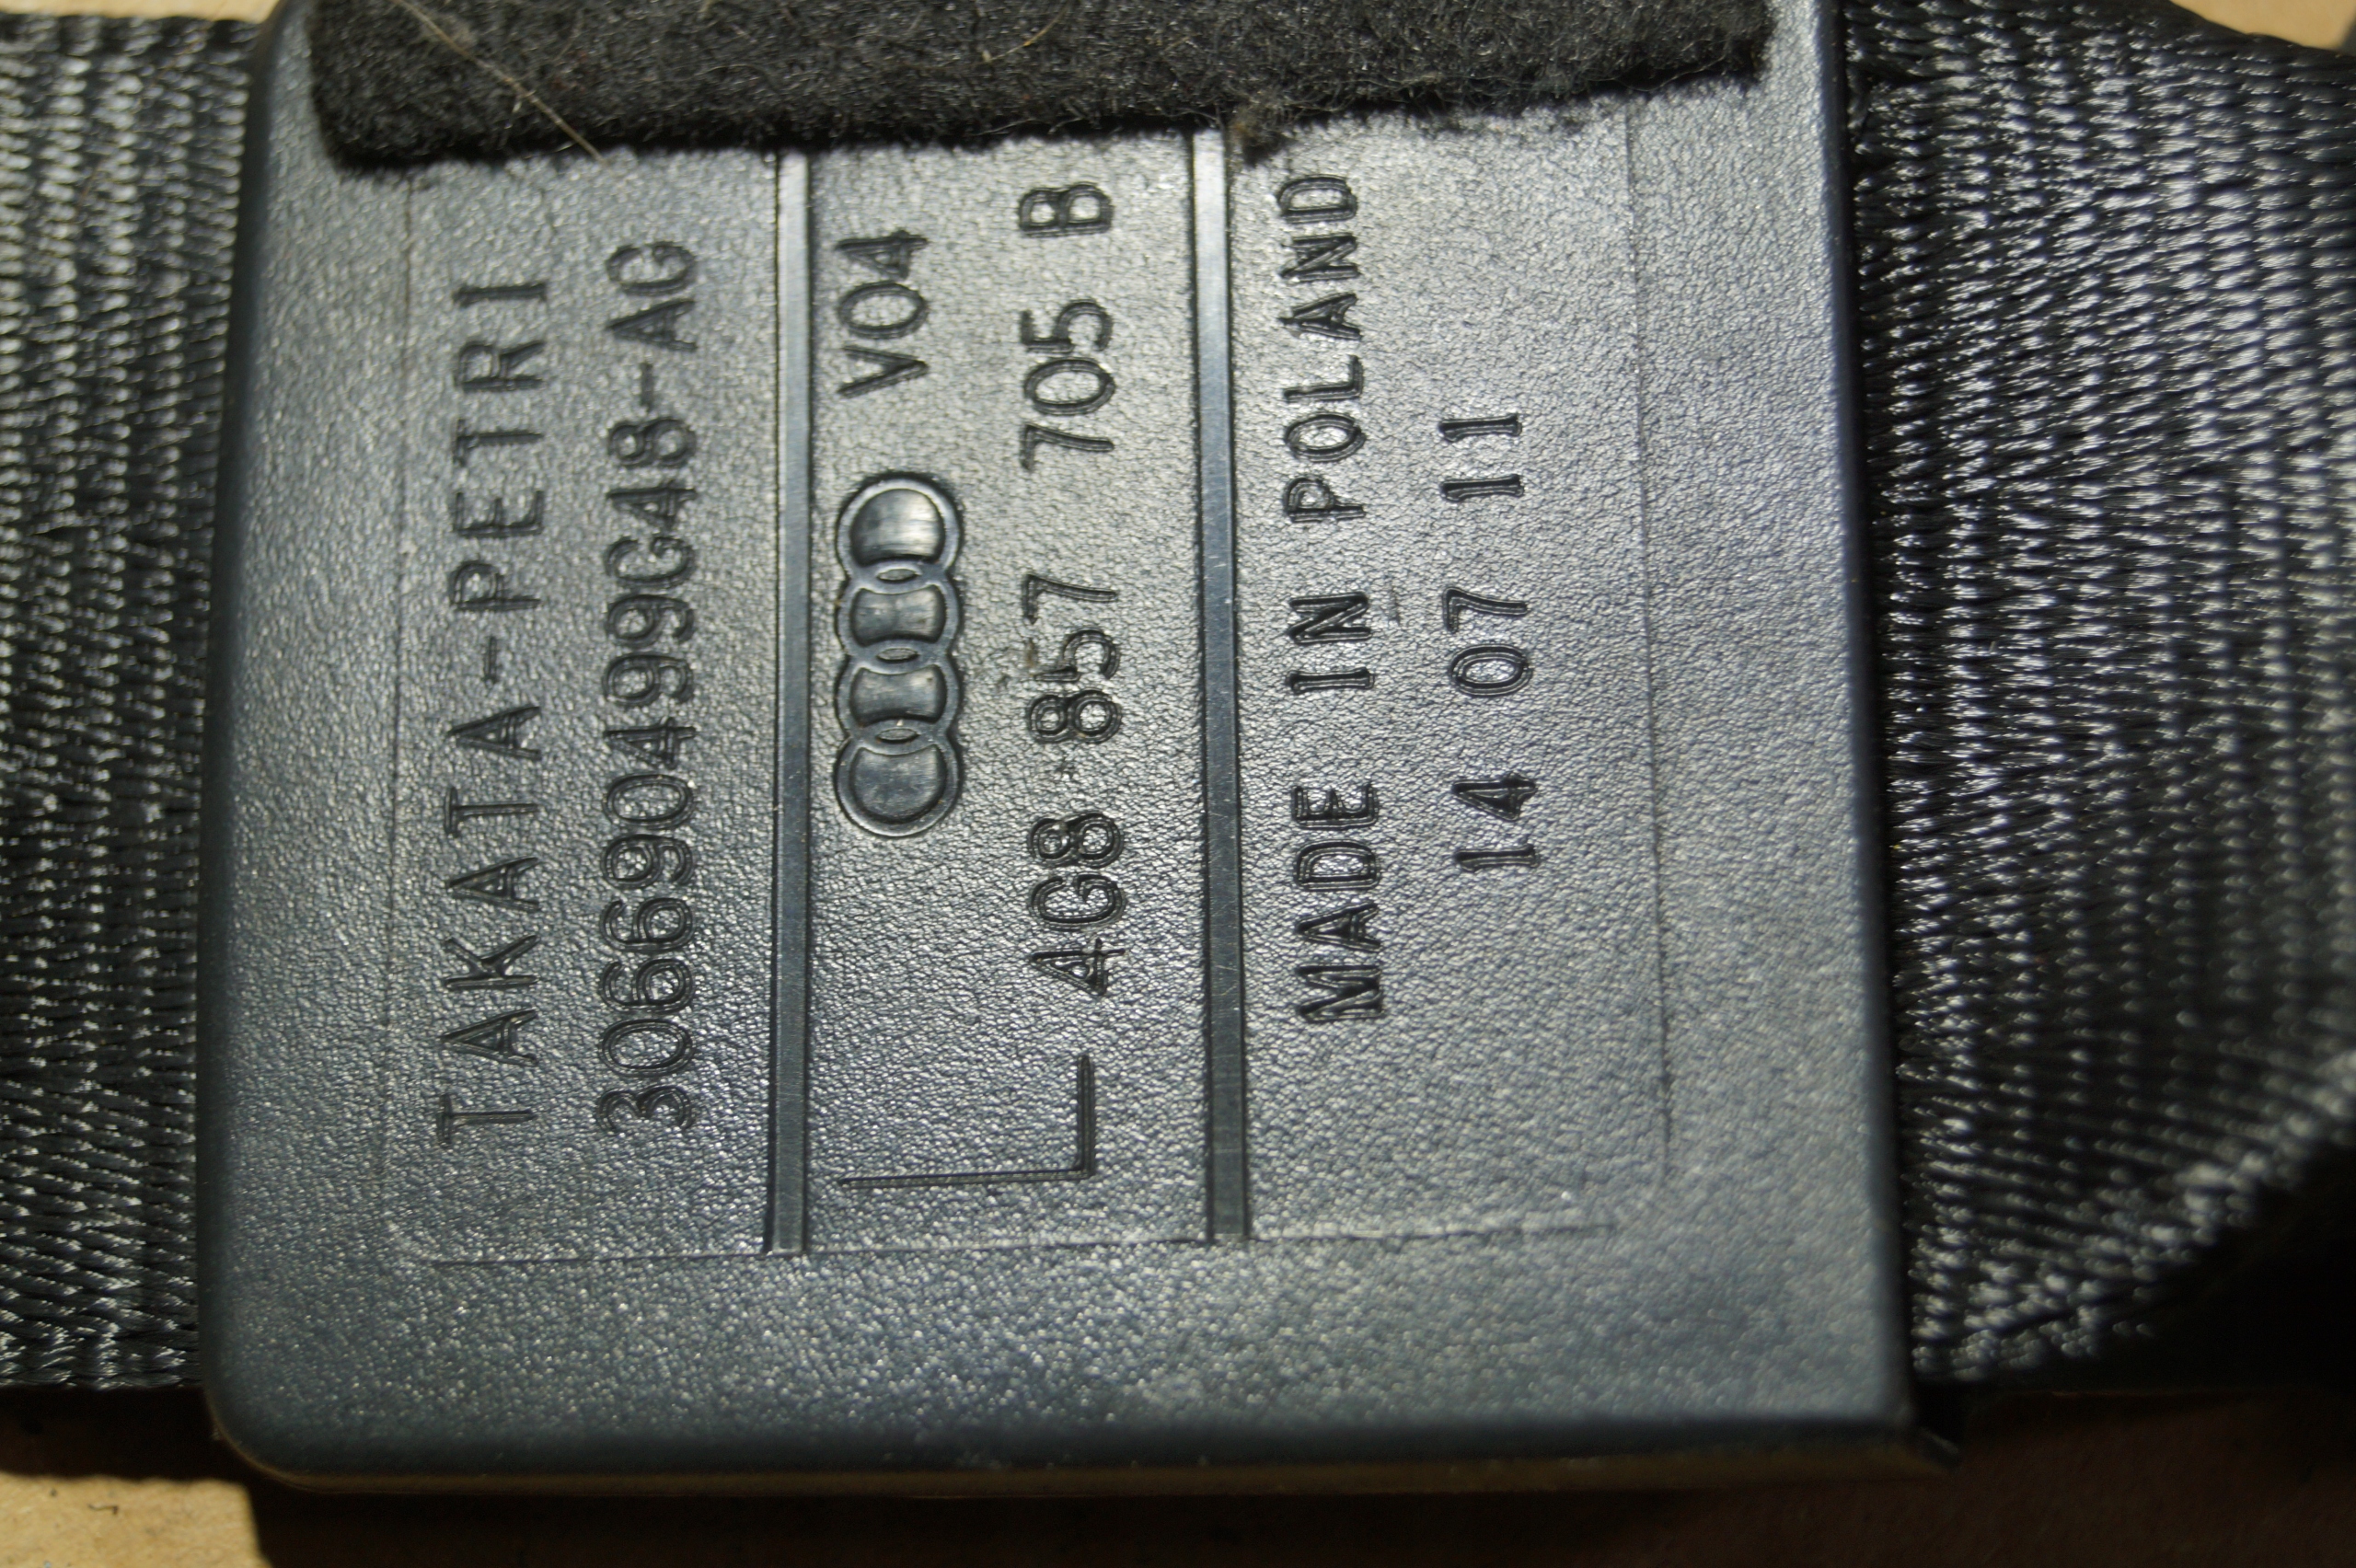 TAKATA-PETRI
306690499G48-AG
V04
L 4G8 857 705 B
MADE IN POLAND
14 07 11